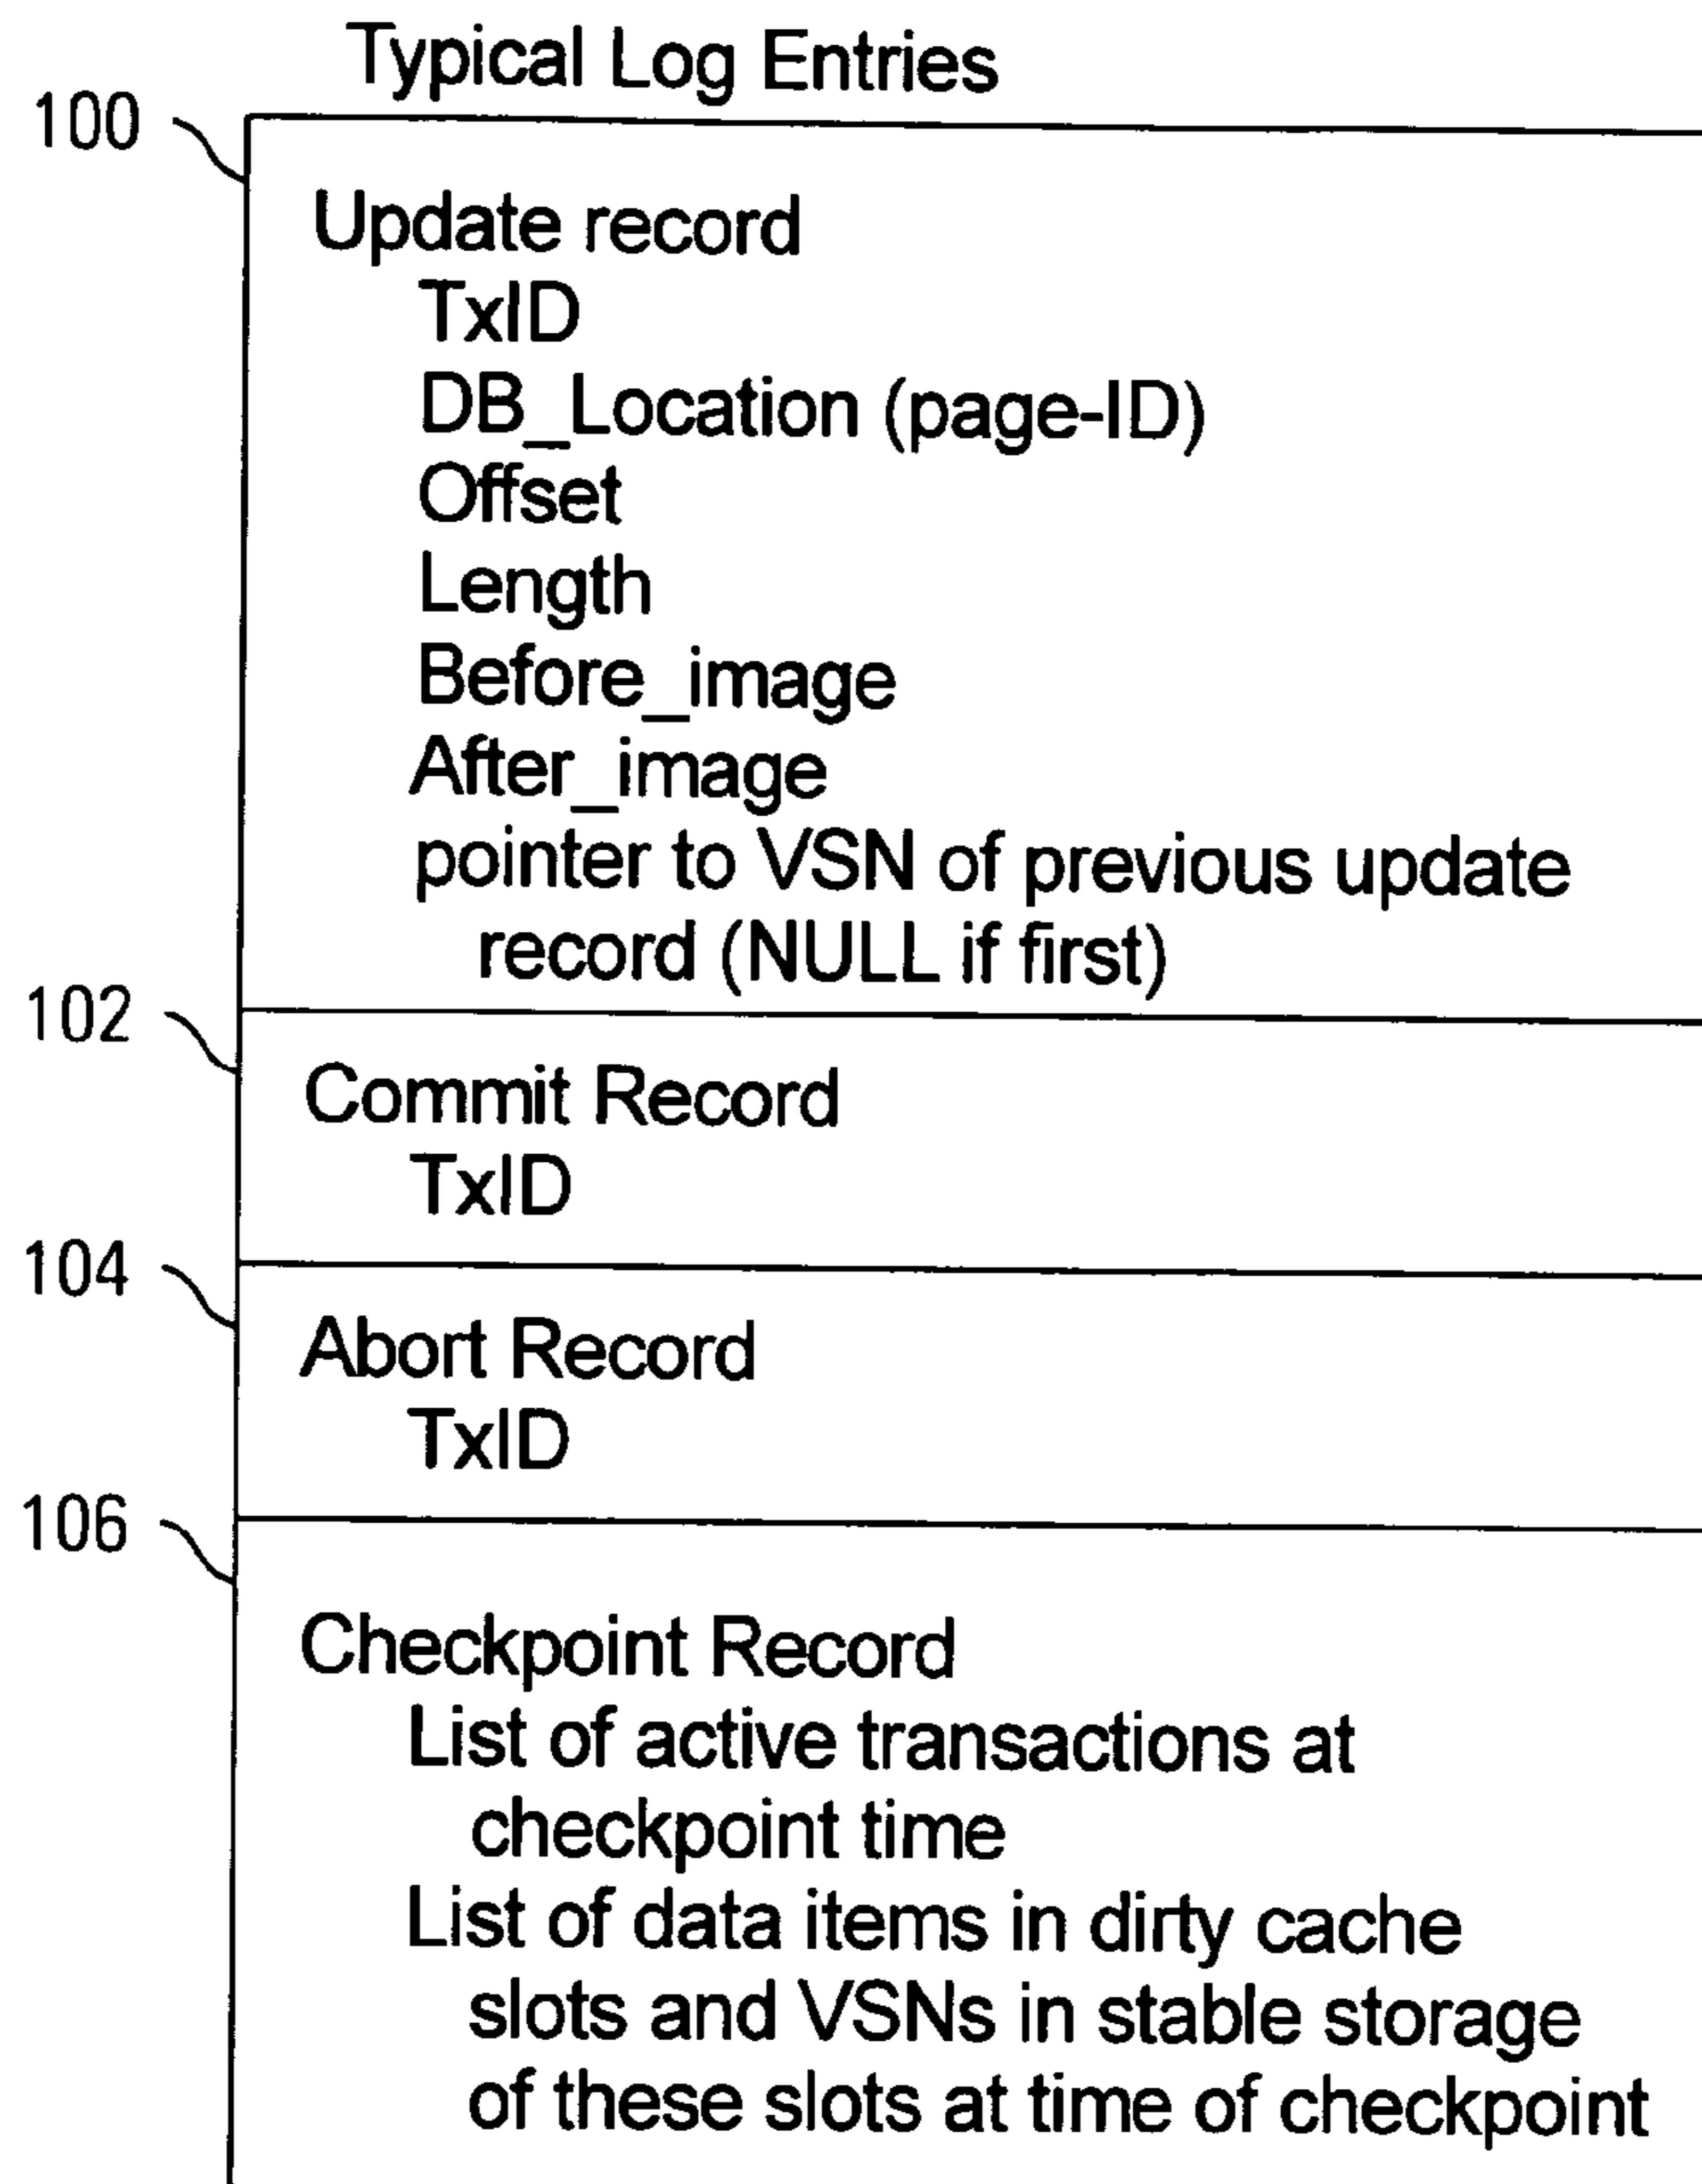 Typical Log Entries
100
Update record
TxID
DB_Location (page-ID)
Offset
Length
Before_image
After_image
pointer to VSN of previous update
record (NULL if first)
102
Commit Record
TxID
104
Abort Record
TxID
106
Checkpoint Record
List of active transactions at
checkpoint time
List of data items in dirty cache
slots and VSNs in stable storage
of these slots at time of checkpoint